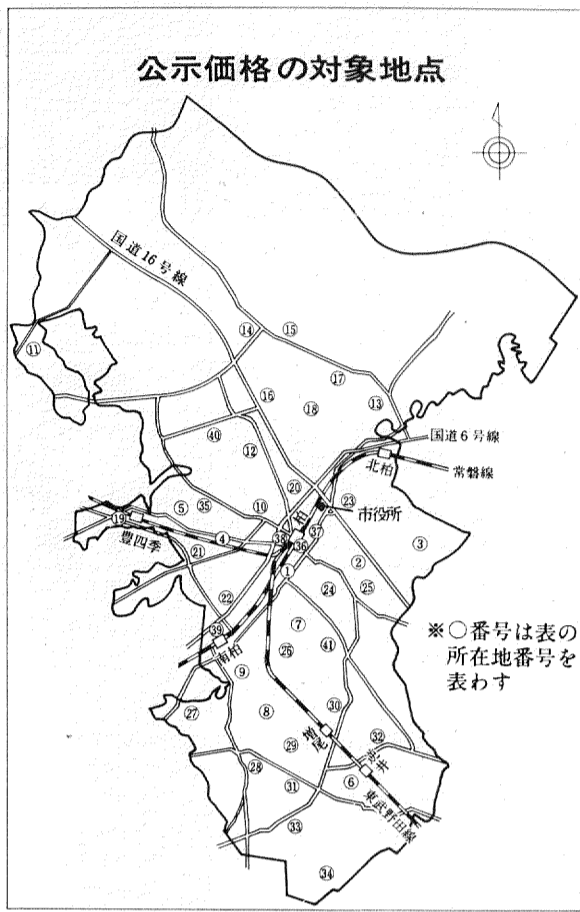 公示価格の対象地点
国道16号線
⑭
⑮
⑪
⑰
⑯
⑱
⑬
㊵
⑫
国道6号線
北柏
常磐線
⑳
㉓
市役所
⑤
㉟
⑩
柏
⑲
豊四季
④
㊳
㊱
㊲
③
㉑
①
②
㉒
㉔
㉕
㊴
南柏
⑦
㊶
㉖
⑨
※○番号は表の
所在地番号を
表わす
㉗
⑧
㉚
増尾
㉙
㉜
逆井
㉘
㉛
⑥
東武野田線
㉝
㉞